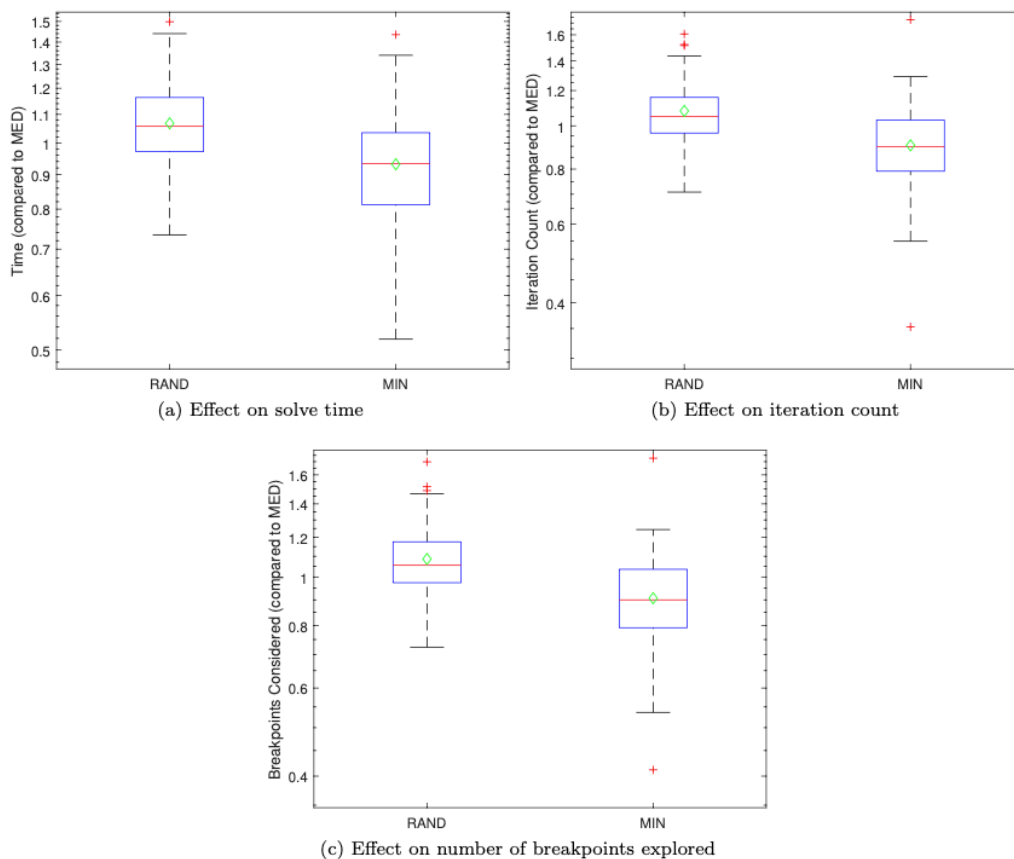 Time (compared to MED)
1.5
1.4
1.3
1.2
1.1
1
0.9
0.8
0.7
0.6
0.5
RAND
MIN
(a) Effect on solve time
Iteration Count (compared to MED)
1.6
1.4
1.2
1
0.8
0.6
0.4
RAND
MIN
(b) Effect on iteration count
Breakpoints Considered (compared to MED)
1.6
1.4
1.2
1
0.8
0.6
0.4
RAND
MIN
(c) Effect on number of breakpoints explored